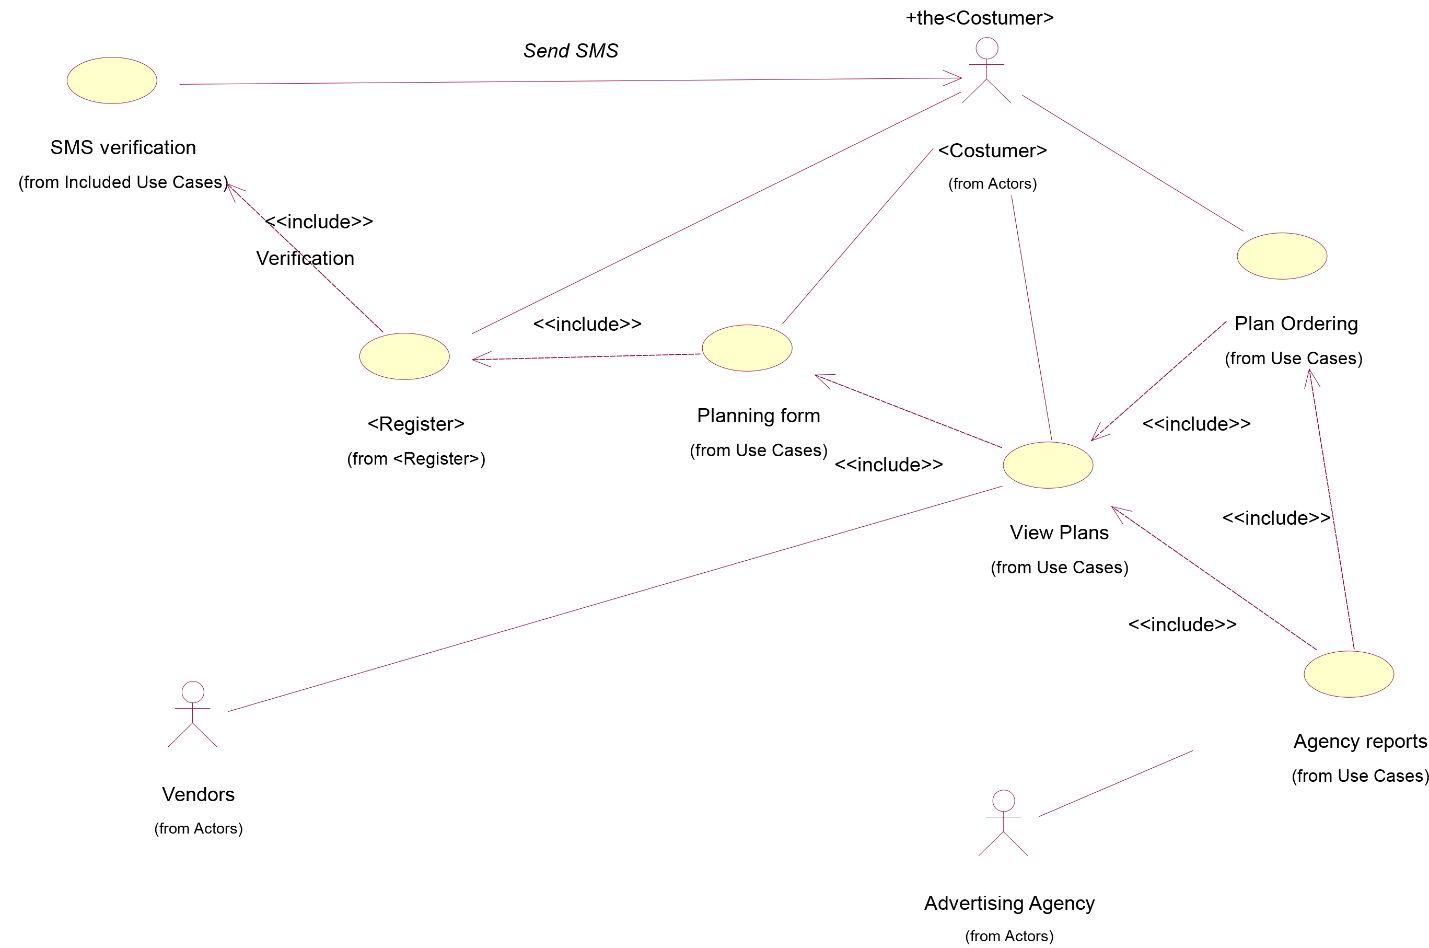 +the<Costumer>
Send SMS
SMS verification
(from Included Use Cases)
<Costumer>
(from Actors)
<<include>>
Verification
<<include>>
Plan Ordering
(from Use Cases)
<Register>
(from <Register>)
Planning form
(from Use Cases)
<<include>>
<<include>>
View Plans
(from Use Cases)
<<include>>
<<include>>
Agency reports
(from Use Cases)
Vendors
(from Actors)
Advertising Agency
(from Actors)